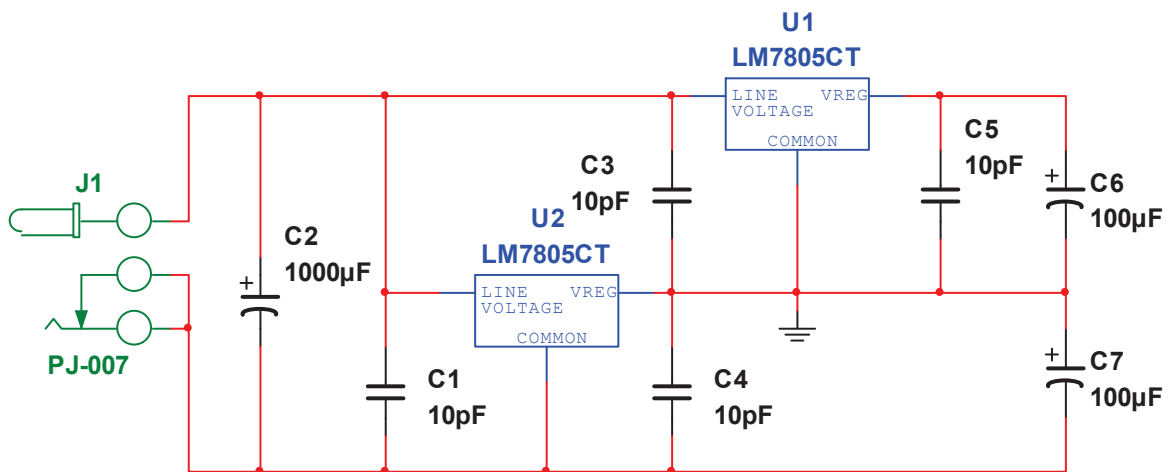 U1
LM7805CT
LINE VREG
VOLTAGE
COMMON
J1
C3
10pF
C5
10pF
C6
100µF
C2
1000µF
U2
LM7805CT
LINE VREG
VOLTAGE
COMMON
PJ-007
C1
10pF
C4
10pF
C7
100µF